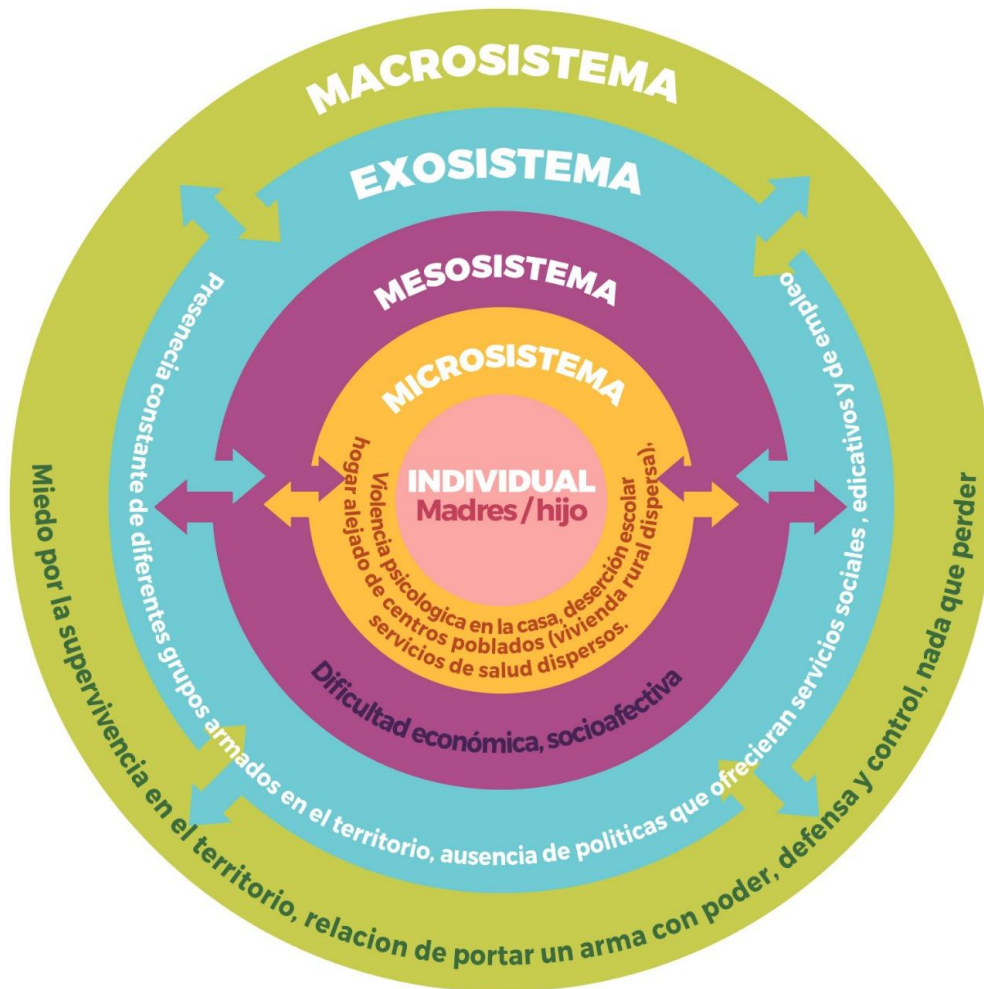 MACROSISTEMA
EXOSISTEMA
MESOSISTEMA
MICROSISTEMA
INDIVIDUAL
Madres / hijo
Violencia psicologica en la casa, deserción escolar
hogar alejado de centros poblados (vivienda rural dispersa),
servicios de salud dispersos.
Dificultad económica, socioafectiva
Presenecia constante de diferentes grupos armados en el territorio, ausencia de politicas que ofrecieran servicios sociales , edicativos y de empleo
Miedo por la supervivencia en el territorio, relacion de portar un arma con poder, defensa y control, nada que perder